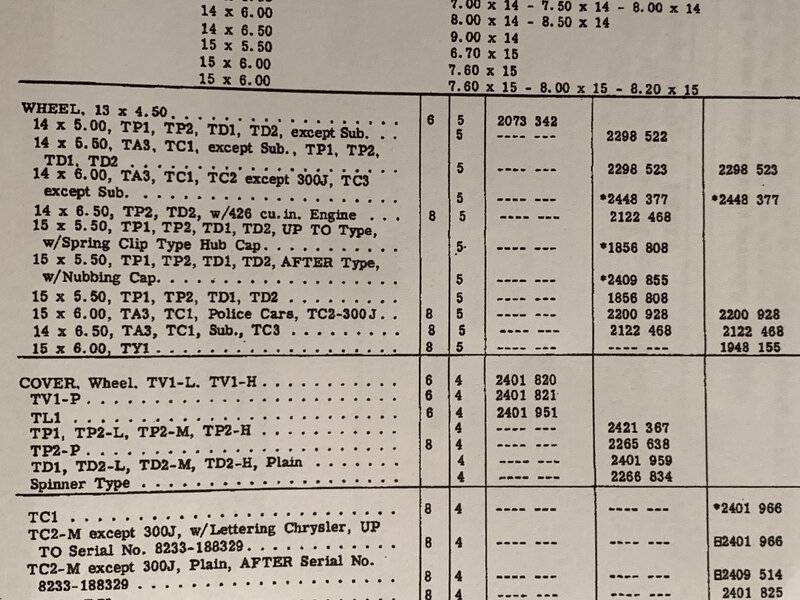 14 x 6.00 7.00 x 14 - 7.50 x 14 - 8.00 x 14
14 x 6.50 8.00 x 14 - 8.50 x 14
15 x 5.50 9.00 x 14
15 x 6.00 6.70 x 15
15 x 6.00 7.60 x 15
7.60 x 15 - 8.00 x 15 - 8.20 x 15
WHEEL, 13 x 4.50. . . . . . . . . . . . . . . . . . 6 5 2073 342
14 x 5.00, TP1, TP2, TD1, TD2, except Sub. . . 5 ---- --- 2298 522
14 x 5.50, TA3, TC1, except Sub., TP1, TP2,
TD1, TD2 . . . . . . . . . . . . . . . . . . 5 ---- --- 2298 523 2298 523
14 x 6.00, TA3, TC1, TC2 except 300J, TC3
except Sub. . . . . . . . . . . . . . . . . . 5 ---- --- *2448 377 *2448 377
14 x 6.50, TP2, TD2, w/426 cu.in. Engine . . . 8 5 ---- --- 2122 468
15 x 5.50, TP1, TP2, TD1, TD2, UP TO Type,
w/Spring Clip Type Hub Cap. . . . . . . . . . 5 ---- --- *1856 808
15 x 5.50, TP1, TP2, TD1, TD2, AFTER Type,
w/Nubbing Cap. . . . . . . . . . . . . . . . 5 ---- --- *2409 855
15 x 5.50, TP1, TP2, TD1, TD2 . . . . . . . . . 5 ---- --- 1856 808
15 x 6.00, TA3, TC1, Police Cars, TC2-300J. . 8 5 ---- --- 2200 928 2200 928
14 x 6.50, TA3, TC1, Sub., TC3 . . . . . . . . . 8 5 ---- --- 2122 468 2122 468
15 x 6.00, TY1. . . . . . . . . . . . . . . . . . 8 5 ---- --- ---- --- 1948 155
COVER, Wheel, TV1-L, TV1-H . . . . . . . . . . 6 4 2401 820
TV1-P. . . . . . . . . . . . . . . . . . . . . . 6 4 2401 821
TL1 . . . . . . . . . . . . . . . . . . . . . . . 6 4 2401 951
TP1, TP2-L, TP2-M, TP2-H . . . . . . . . . . . 4 ---- --- 2421 367
TP2-P . . . . . . . . . . . . . . . . . . . . . . 8 4 ---- --- 2265 638
TD1, TD2-L, TD2-M, TD2-H, Plain . . . . . . . 4 ---- --- 2401 959
Spinner Type . . . . . . . . . . . . . . . . . . 4 ---- --- 2266 834
TC1 . . . . . . . . . . . . . . . . . . . . . . . 8 4 ---- --- ---- --- *2401 966
TC2-M except 300J, w/Lettering Chrysler, UP
TO Serial No. 8233-188329. . . . . . . . . . . 8 4 ---- --- ---- --- ⊟2401 966
TC2-M except 300J, Plain, AFTER Serial No.
8233-188329 . . . . . . . . . . . . . . . . . . 8 4 ---- --- ---- --- ⊟2409 514
8 4 ---- --- ---- --- 2401 825